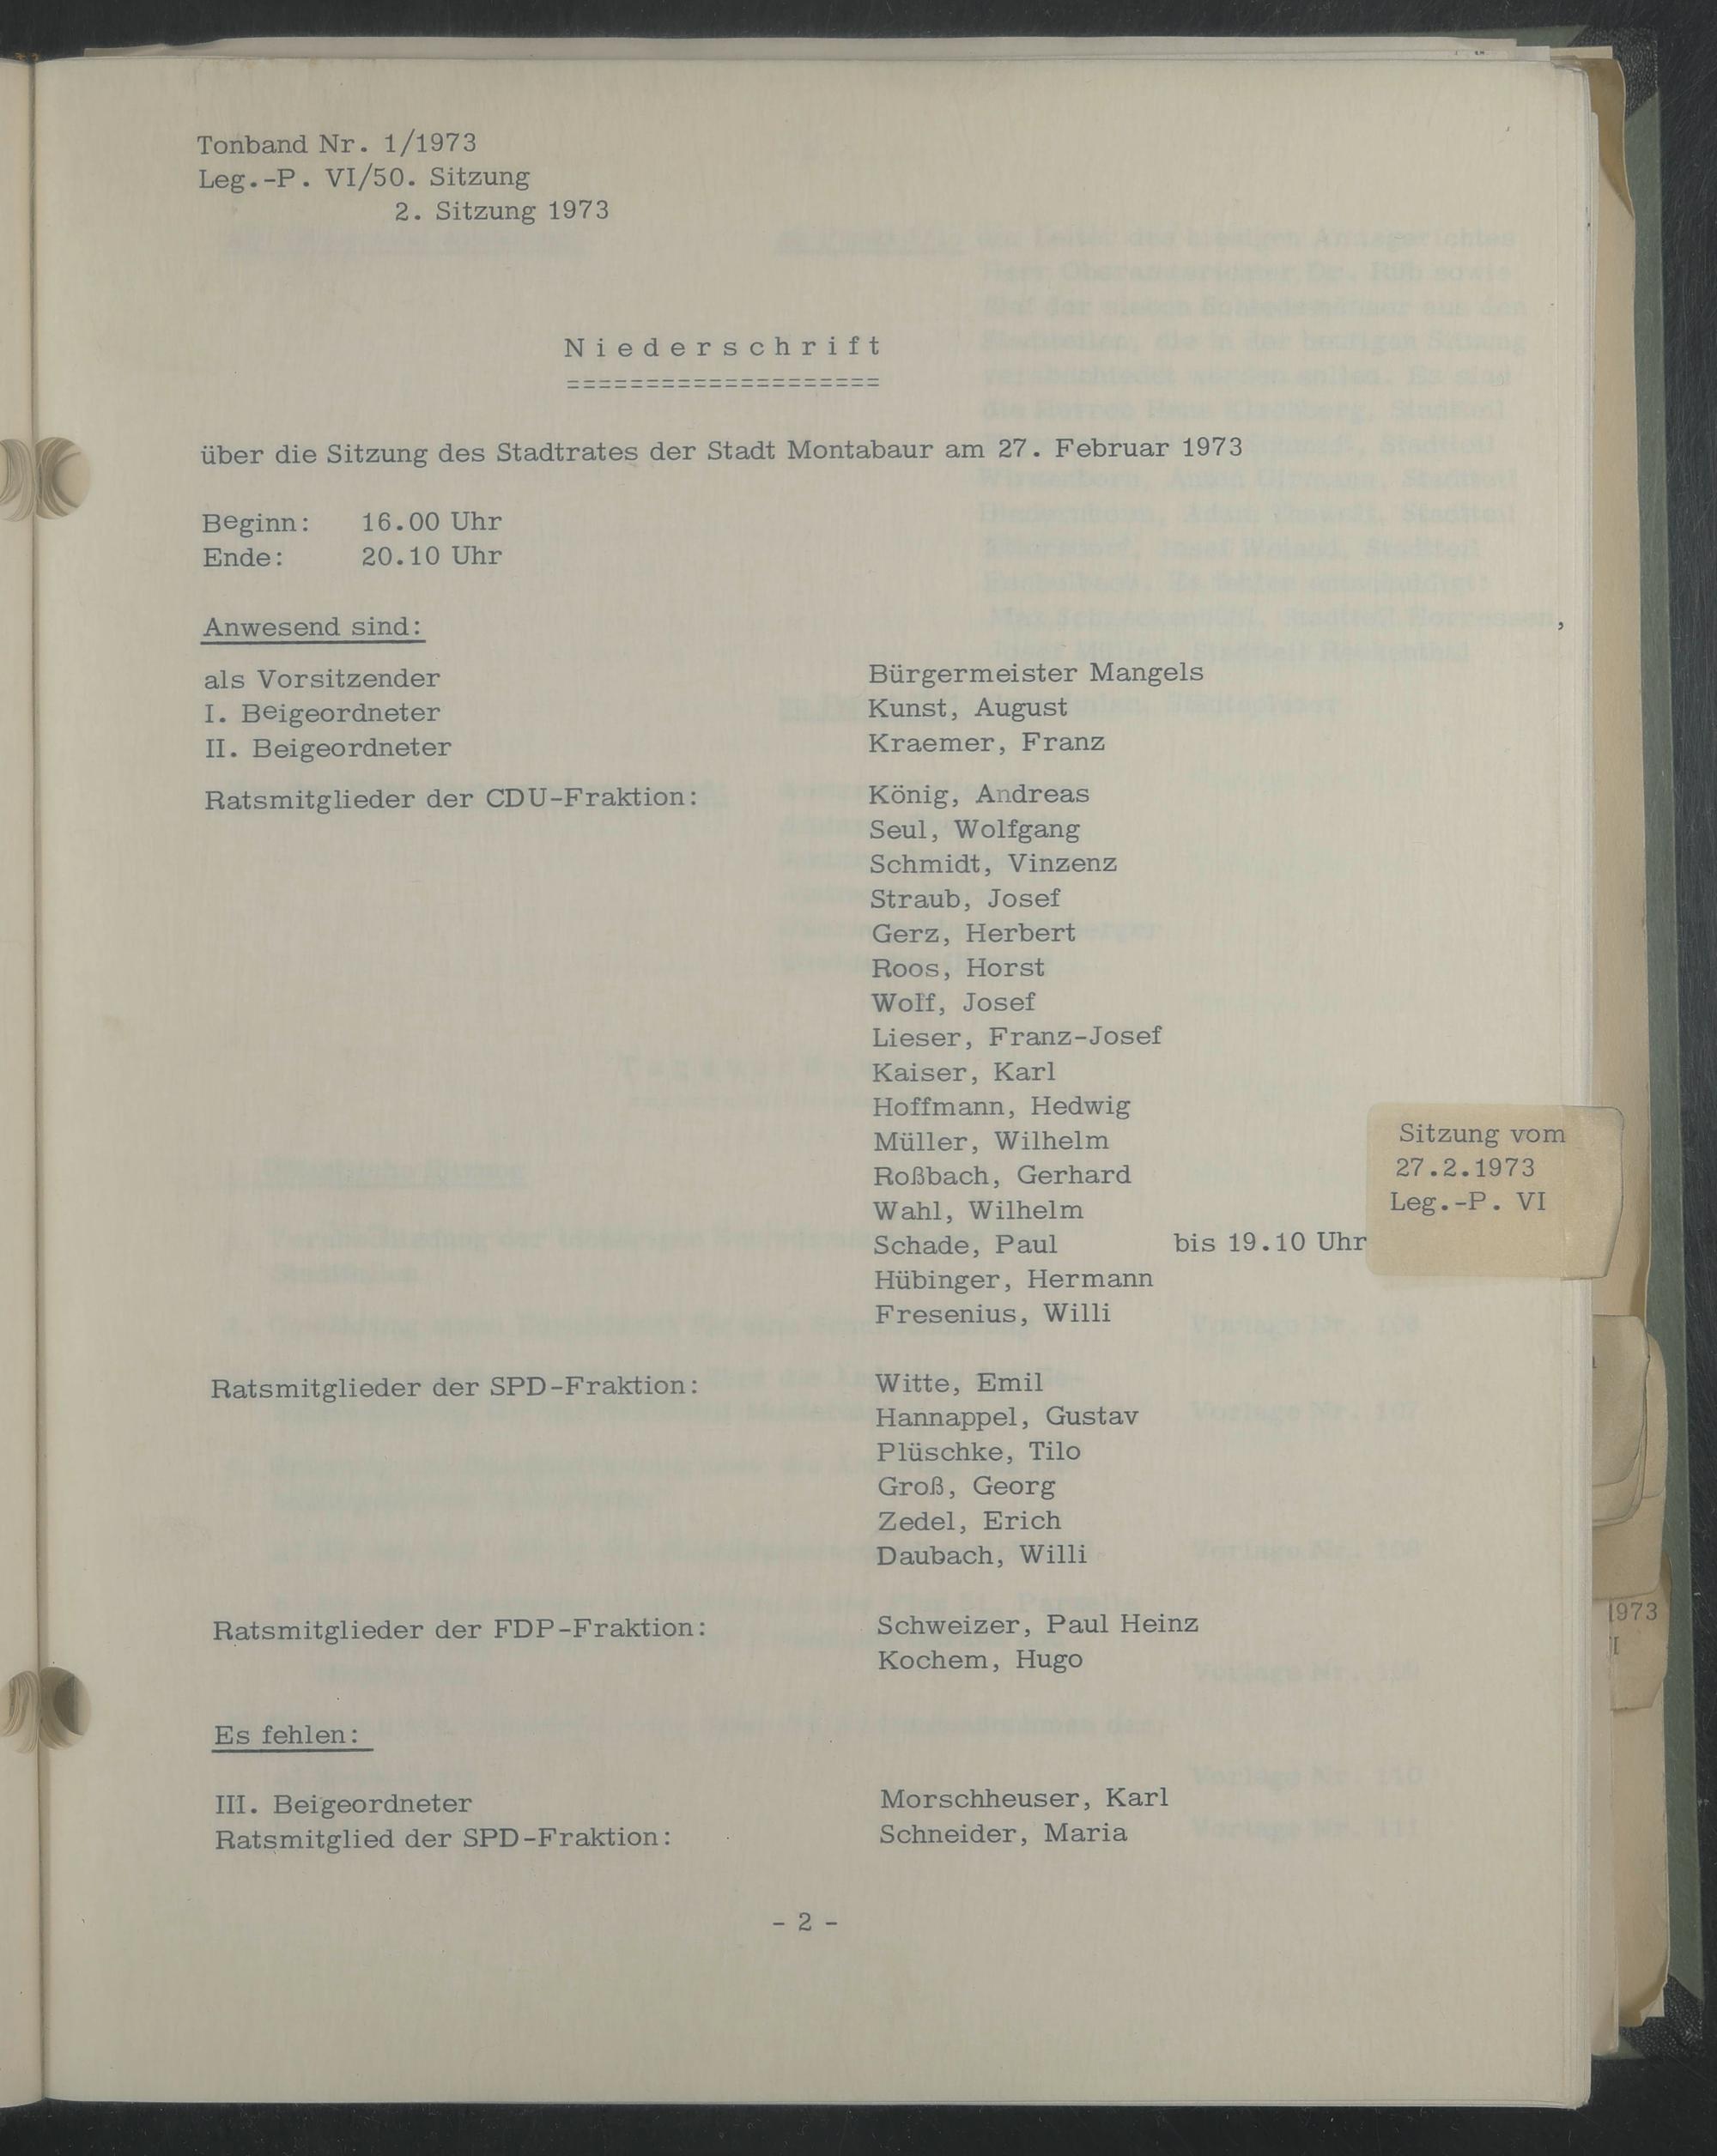 Tonband Nr. 1/1973
Leg.-P. VI/50. Sitzung
2. Sitzung 1973
Niederschrift
====================
über die Sitzung des Stadtrates der Stadt Montabaur am 27. Februar 1973
Beginn: 16.00 Uhr
Ende: 20.10 Uhr
Anwesend sind:
als Vorsitzender Bürgermeister Mangels
I. Beigeordneter Kunst, August
II. Beigeordneter Kraemer, Franz
Ratsmitglieder der CDU-Fraktion: König, Andreas
Seul, Wolfgang
Schmidt, Vinzenz
Straub, Josef
Gerz, Herbert
Roos, Horst
Wolf, Josef
Lieser, Franz-Josef
Kaiser, Karl
Hoffmann, Hedwig
Müller, Wilhelm
Roßbach, Gerhard
Wahl, Wilhelm
Schade, Paul bis 19.10 Uhr
Hübinger, Hermann
Fresenius, Willi
Sitzung vom
27.2.1973
Leg.-P. VI
Ratsmitglieder der SPD-Fraktion: Witte, Emil
Hannappel, Gustav
Plüschke, Tilo
Groß, Georg
Zedel, Erich
Daubach, Willi
Ratsmitglieder der FDP-Fraktion: Schweizer, Paul Heinz
Kochem, Hugo
Es fehlen:
III. Beigeordneter Morschheuser, Karl
Ratsmitglied der SPD-Fraktion: Schneider, Maria
- 2 -
1973